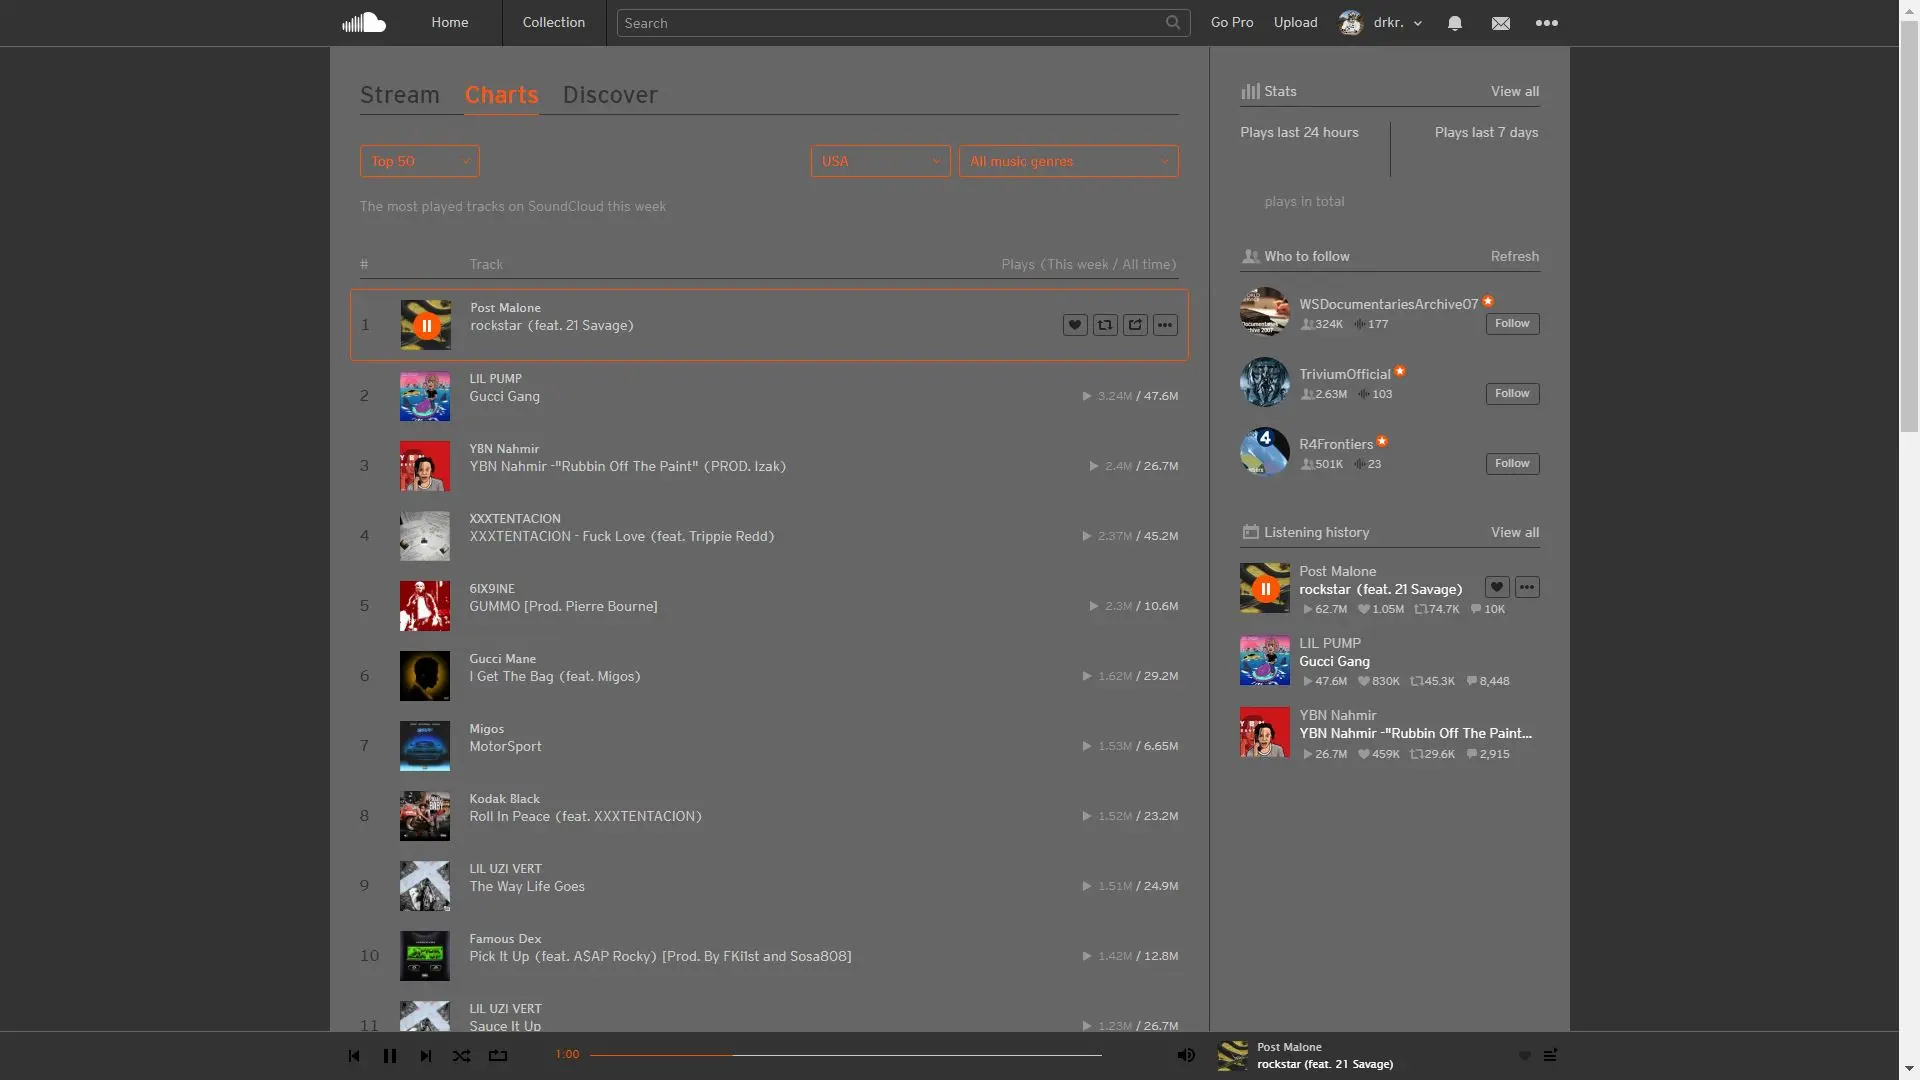 Home
Collection
Search
Go Pro
Upload
drkr.
Stream
Charts
Discover
Top 50
USA
All music genres
The most played tracks on SoundCloud this week
#
Track
Plays (This week / All time)
1
Post Malone
rockstar (feat. 21 Savage)
2
LIL PUMP
Gucci Gang
3.24M / 47.6M
3
YBN Nahmir
YBN Nahmir -"Rubbin Off The Paint" (PROD. Izak)
2.4M / 26.7M
4
XXXTENTACION
XXXTENTACION - Fuck Love (feat. Trippie Redd)
2.37M / 45.2M
5
6IX9INE
GUMMO [Prod. Pierre Bourne]
2.3M / 10.6M
6
Gucci Mane
I Get The Bag (feat. Migos)
1.62M / 29.2M
7
Migos
MotorSport
1.53M / 6.65M
8
Kodak Black
Roll In Peace (feat. XXXTENTACION)
1.52M / 23.2M
9
LIL UZI VERT
The Way Life Goes
1.51M / 24.9M
10
Famous Dex
Pick It Up (feat. A$AP Rocky) [Prod. By FKi1st and Sosa808]
1.42M / 12.8M
11
LIL UZI VERT
Sauce It Up
1.23M / 26.7M
Stats
View all
Plays last 24 hours
Plays last 7 days
plays in total
Who to follow
Refresh
WSDocumentariesArchive07
324K 177
Follow
TriviumOfficial
2.63M 103
Follow
4
R4Frontiers
501K 23
Follow
Listening history
View all
Post Malone
rockstar (feat. 21 Savage)
62.7M 1.05M 74.7K 10K
LIL PUMP
Gucci Gang
47.6M 830K 45.3K 8,448
YBN Nahmir
YBN Nahmir -"Rubbin Off The Paint...
26.7M 459K 29.6K 2,915
1:00
Post Malone
rockstar (feat. 21 Savage)